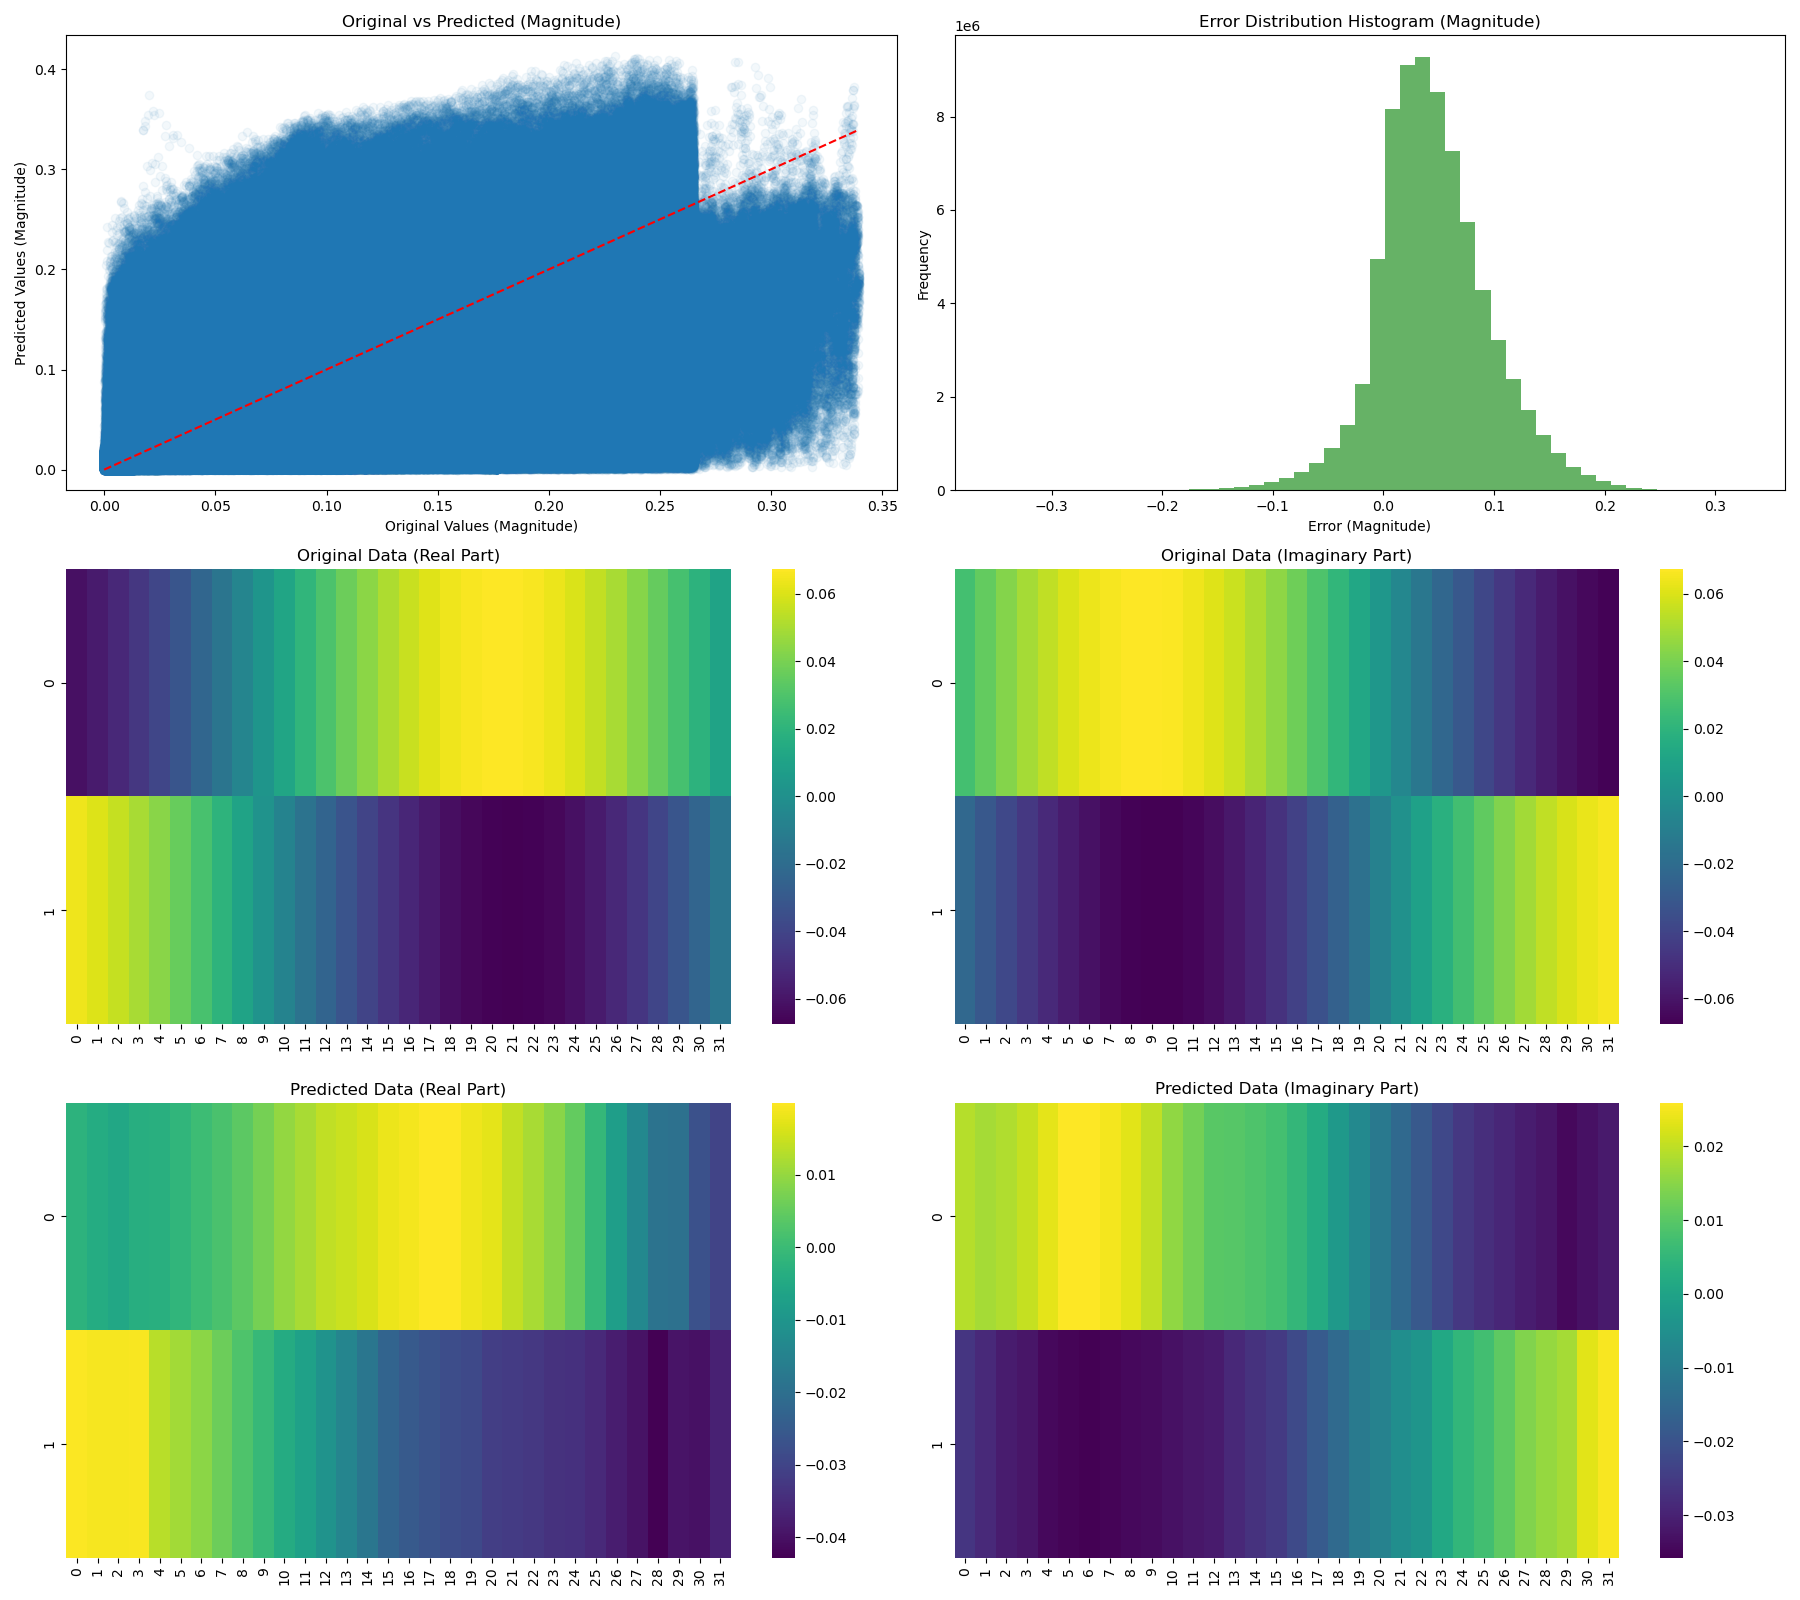 Original vs Predicted (Magnitude)
0.4
0.3
0.2
0.1
0.0
Predicted Values (Magnitude)
0.00 0.05 0.10 0.15 0.20 0.25 0.30 0.35
Original Values (Magnitude)
Error Distribution Histogram (Magnitude)
1e6
8
6
4
2
0
Frequency
−0.3 −0.2 −0.1 0.0 0.1 0.2 0.3
Error (Magnitude)
Original Data (Real Part)
0
1
0 1 2 3 4 5 6 7 8 9 10 11 12 13 14 15 16 17 18 19 20 21 22 23 24 25 26 27 28 29 30 31
0.06
0.04
0.02
0.00
−0.02
−0.04
−0.06
Original Data (Imaginary Part)
0
1
0 1 2 3 4 5 6 7 8 9 10 11 12 13 14 15 16 17 18 19 20 21 22 23 24 25 26 27 28 29 30 31
0.06
0.04
0.02
0.00
−0.02
−0.04
−0.06
Predicted Data (Real Part)
0
1
0 1 2 3 4 5 6 7 8 9 10 11 12 13 14 15 16 17 18 19 20 21 22 23 24 25 26 27 28 29 30 31
0.01
0.00
−0.01
−0.02
−0.03
−0.04
Predicted Data (Imaginary Part)
0
1
0 1 2 3 4 5 6 7 8 9 10 11 12 13 14 15 16 17 18 19 20 21 22 23 24 25 26 27 28 29 30 31
0.02
0.01
0.00
−0.01
−0.02
−0.03